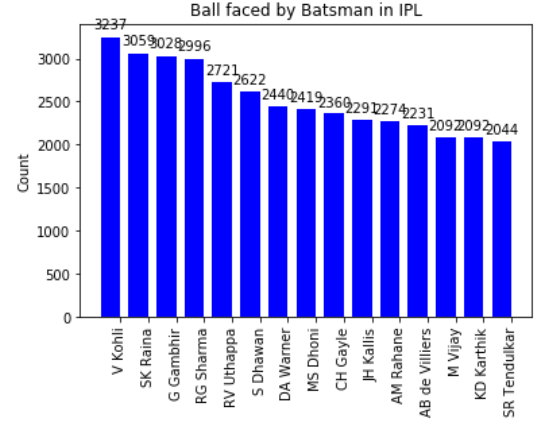 Ball faced by Batsman in IPL
3237
3059
3028
2996
2721
2622
2440
2419
2360
2291
2274
2231
2092
2092
2044
Count
3000
2500
2000
1500
1000
500
0
V Kohli
SK Raina
G Gambhir
RG Sharma
RV Uthappa
S Dhawan
DA Warner
MS Dhoni
CH Gayle
JH Kallis
AM Rahane
AB de Villiers
M Vijay
KD Karthik
SR Tendulkar